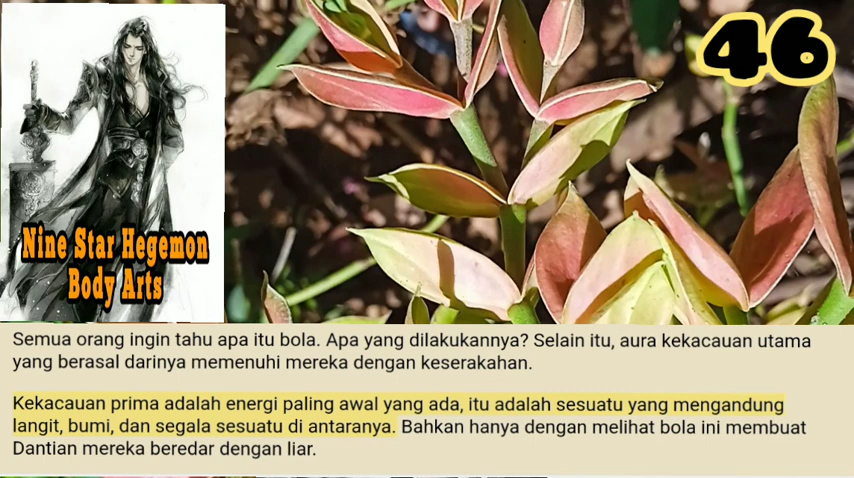 46
Nine Star Hegemon
Body Arts
Semua orang ingin tahu apa itu bola. Apa yang dilakukannya? Selain itu, aura kekacauan utama
yang berasal darinya memenuhi mereka dengan keserakahan.
Kekacauan prima adalah energi paling awal yang ada, itu adalah sesuatu yang mengandung
langit, bumi, dan segala sesuatu di antaranya. Bahkan hanya dengan melihat bola ini membuat
Dantian mereka beredar dengan liar.